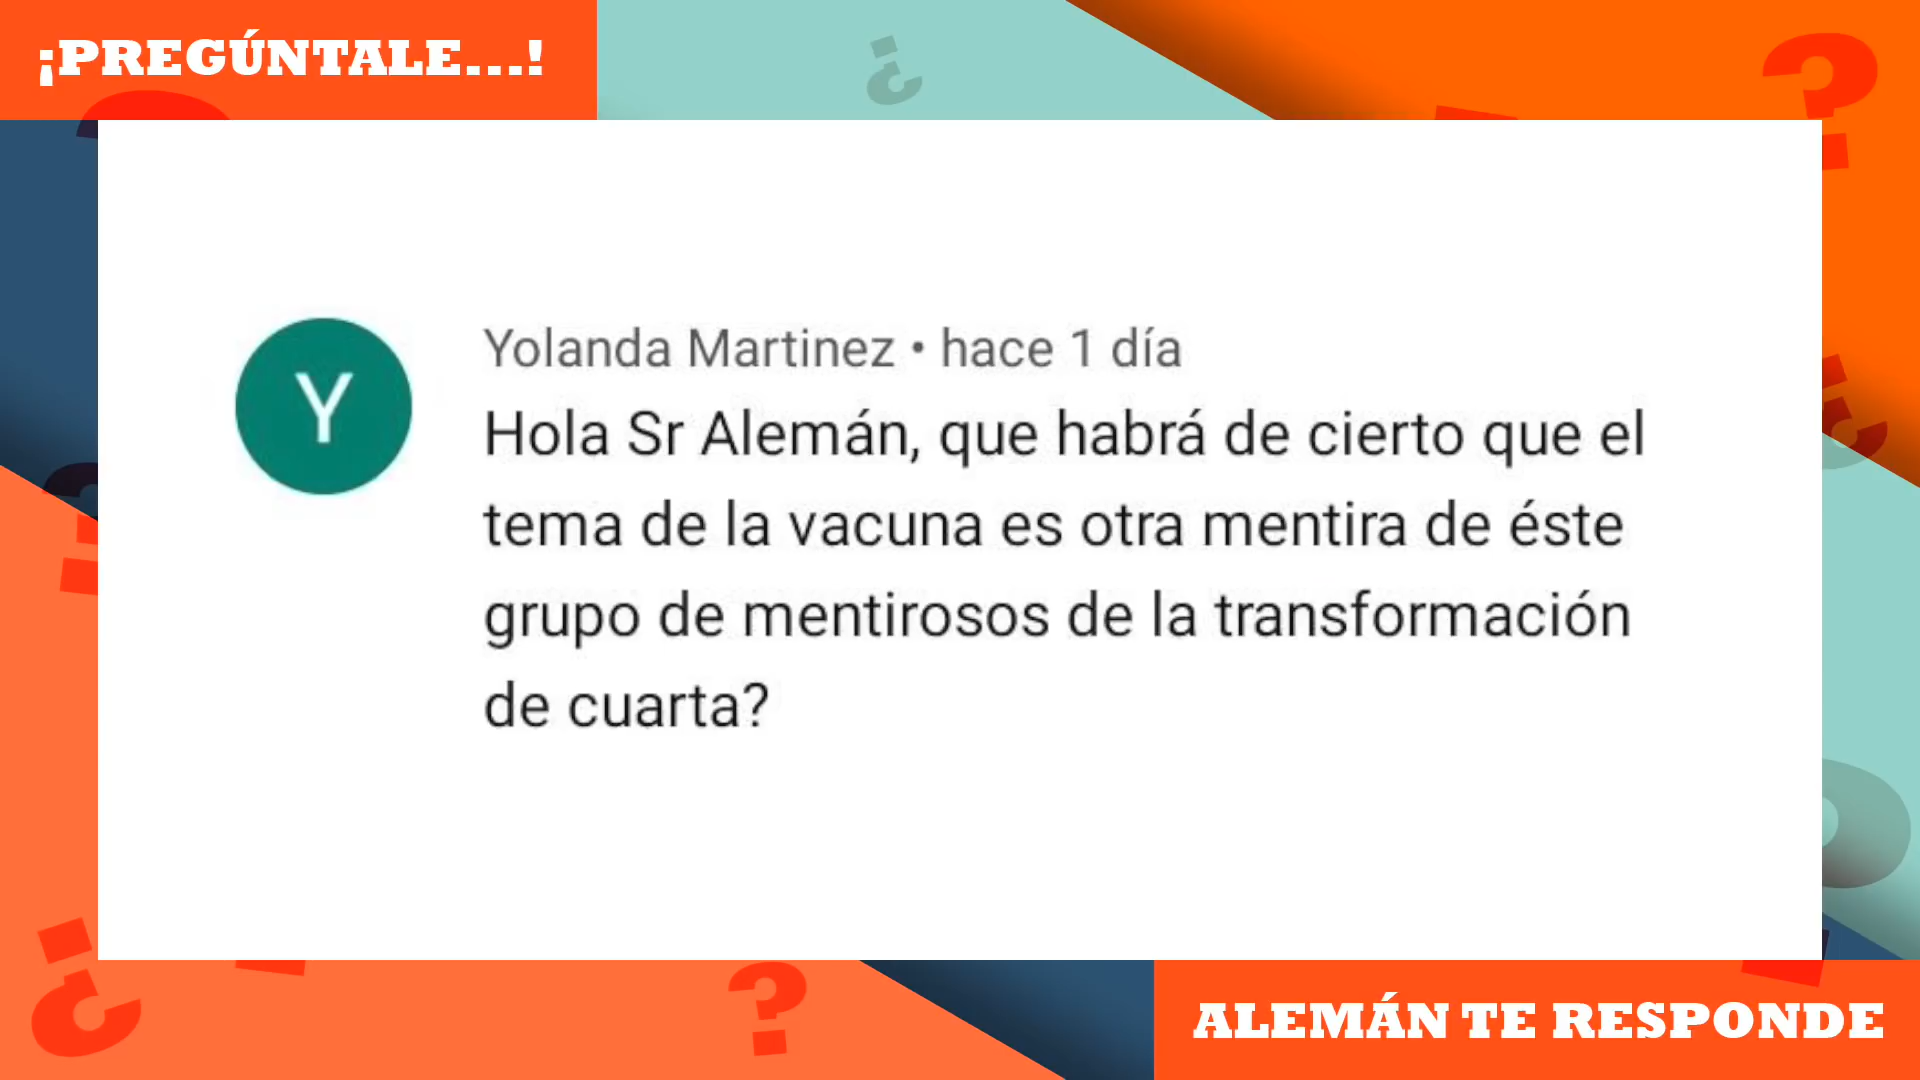 ¡PREGÚNTALE...!
Y
Yolanda Martinez • hace 1 día
Hola Sr Alemán, que habrá de cierto que el
tema de la vacuna es otra mentira de éste
grupo de mentirosos de la transformación
de cuarta?
ALEMÁN TE RESPONDE